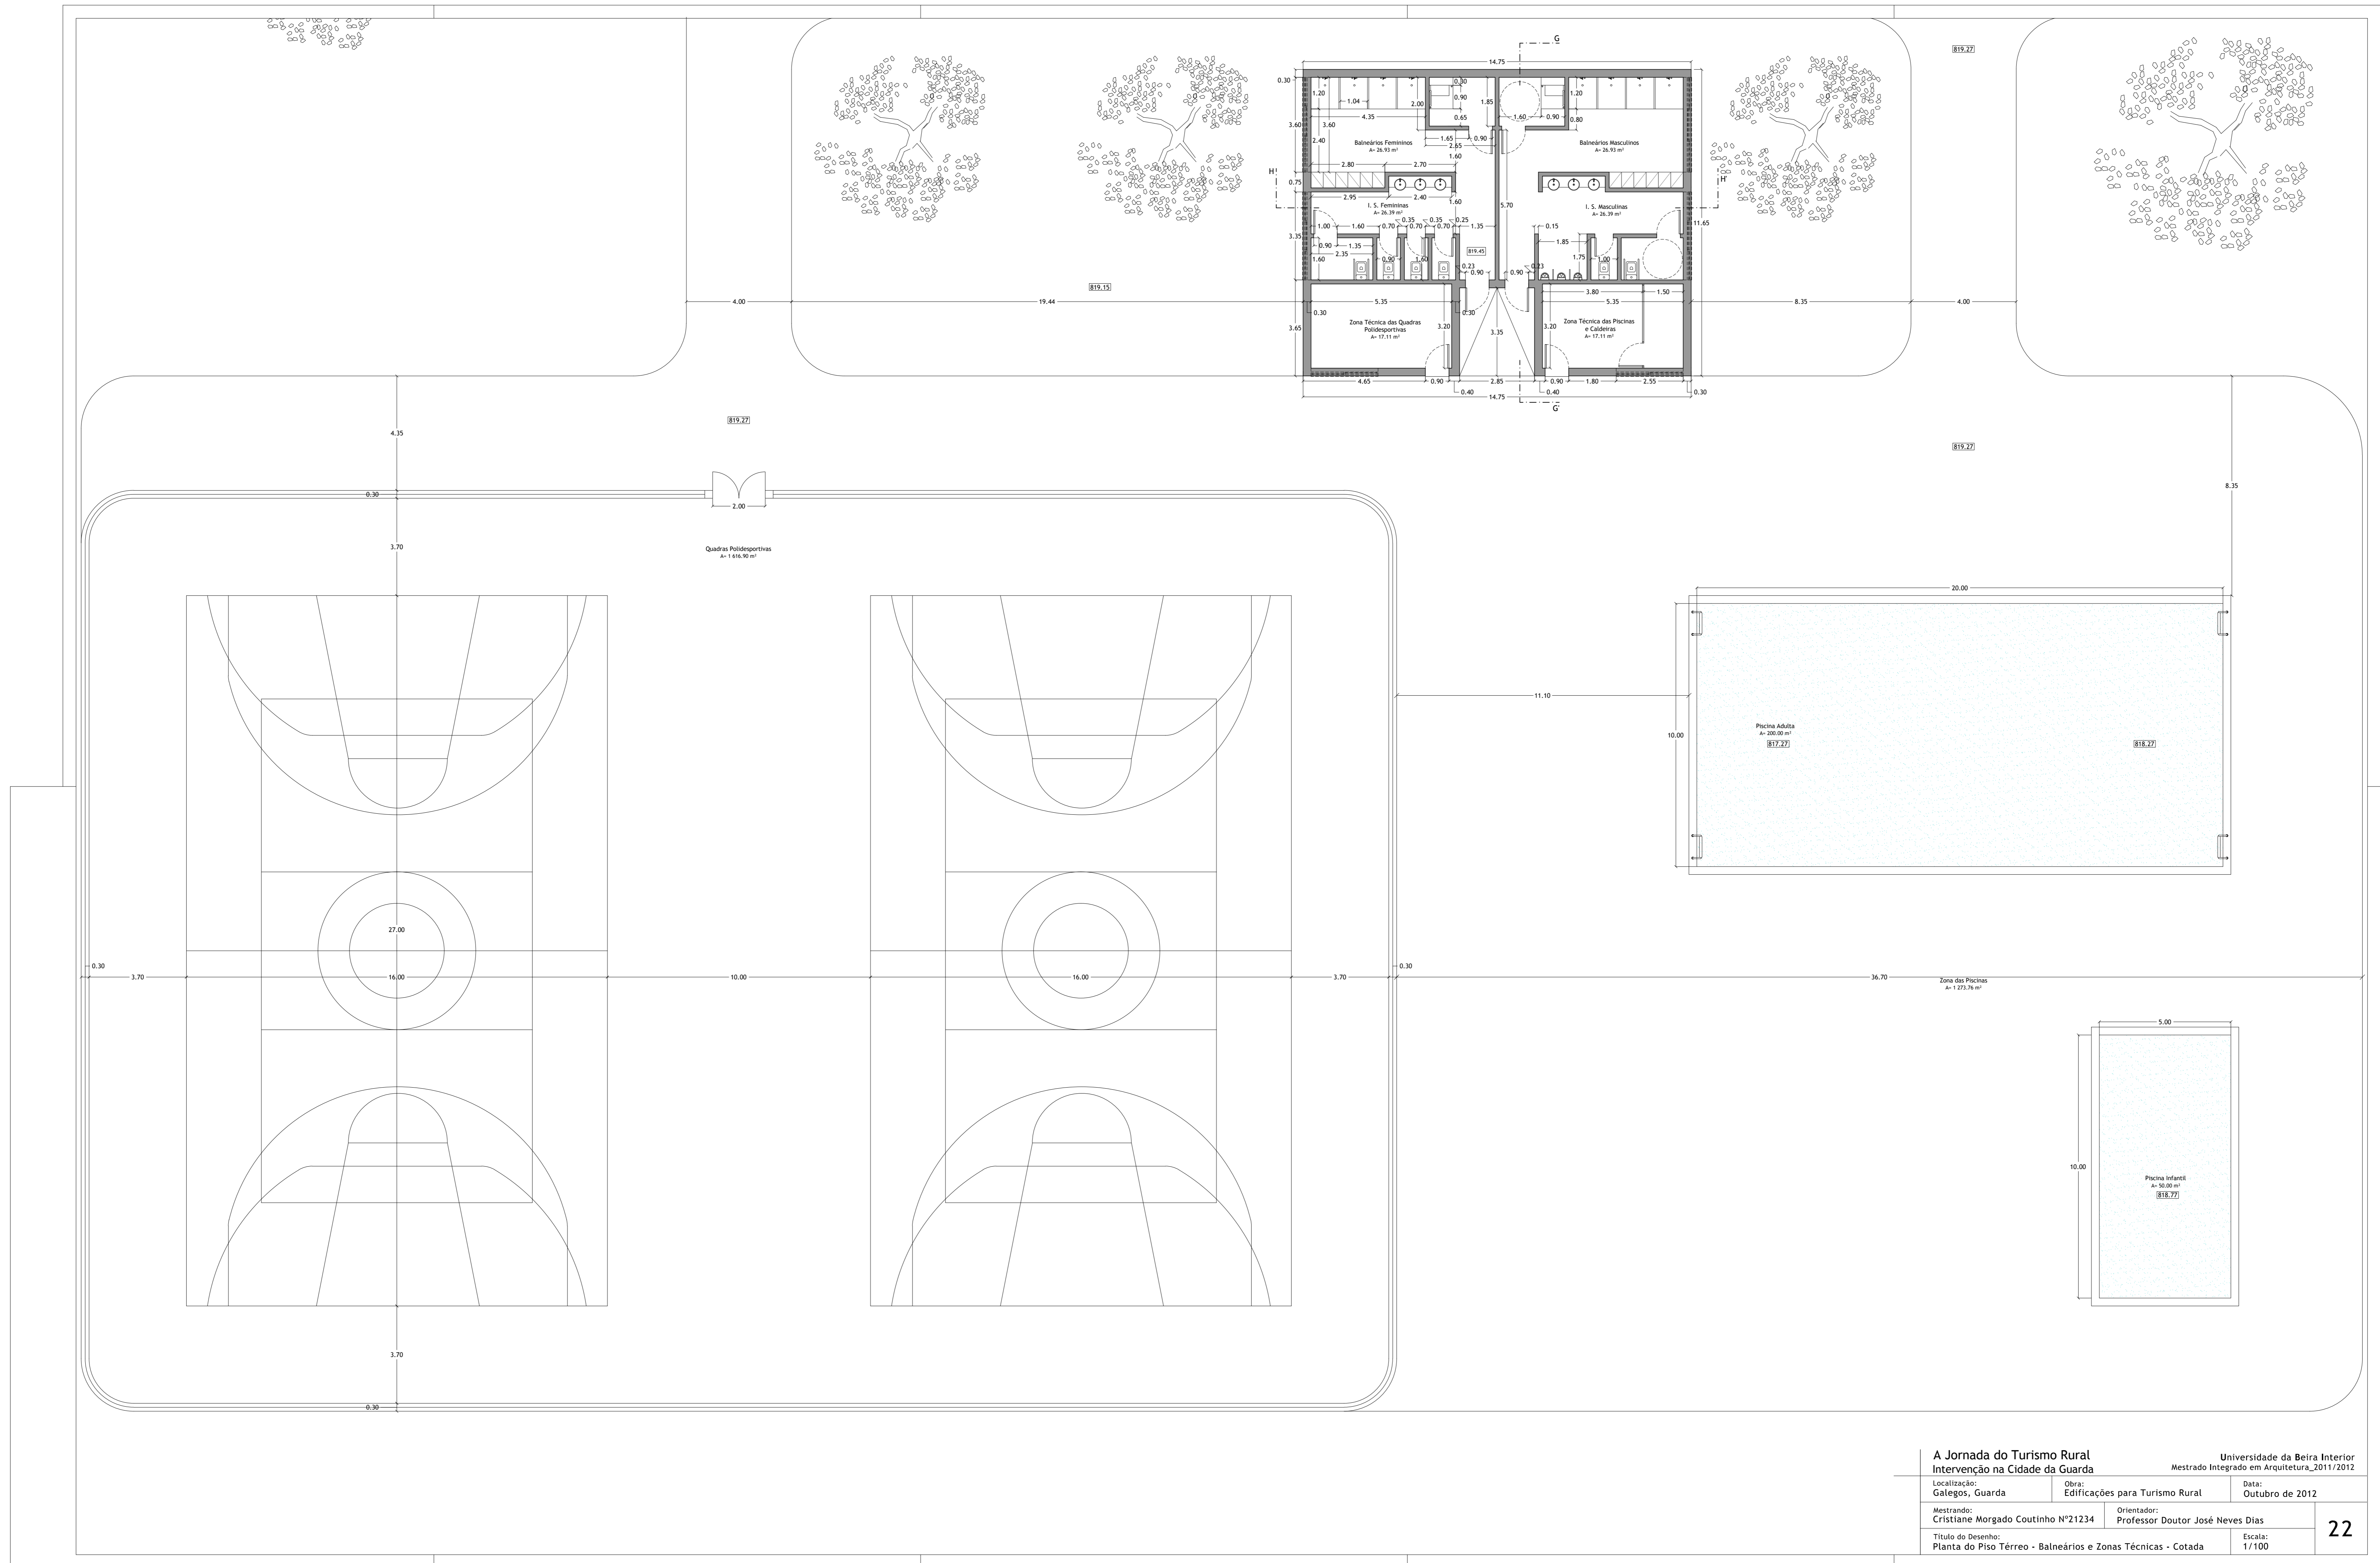 G
819.27
14.75
0.30
1.20
1.04
2.00
0.30
0.90
1.85
1.20
4.35
0.65
1.60
0.90
0.80
3.60
3.60
2.40
1.65
0.90
2.65
Balneários Femininos
A= 26.93 m²
Balneários Masculinos
A= 26.93 m²
1.60
2.80
2.70
H
H'
0.75
2.95
2.40
1.60
I. S. Femininas
A= 26.39 m²
5.70
I. S. Masculinas
A= 26.39 m²
11.65
1.00
1.60
0.70
0.35
0.70
0.35
0.70
0.25
1.35
0.15
3.35
0.90
1.35
2.35
1.60
0.90
1.60
819.45
1.85
1.75
1.00
0.23
0.90
0.90
0.23
819.15
4.00
19.44
5.35
3.80
1.50
5.35
8.35
4.00
0.30
0.30
3.65
Zona Técnica das Quadras
Polidesportivas
A= 17.11 m²
3.20
3.35
3.20
Zona Técnica das Piscinas
e Caldeiras
A= 17.11 m²
4.65
0.90
2.85
0.90
1.80
2.55
0.40
0.40
0.30
14.75
G'
819.27
4.35
819.27
8.35
0.30
2.00
3.70
Quadras Polidesportivas
A= 1 616.90 m²
20.00
11.10
10.00
Piscina Adulta
A= 200.00 m²
817.27
818.27
27.00
0.30
3.70
16.00
10.00
16.00
3.70
0.30
36.70
Zona das Piscinas
A= 1 273.76 m²
5.00
10.00
Piscina Infantil
A= 50.00 m²
818.77
3.70
0.30
A Jornada do Turismo Rural
Intervenção na Cidade da Guarda
Universidade da Beira Interior
Mestrado Integrado em Arquitetura_2011/2012
Localização:
Galegos, Guarda
Obra:
Edificações para Turismo Rural
Data:
Outubro de 2012
Mestrando:
Cristiane Morgado Coutinho Nº21234
Orientador:
Professor Doutor José Neves Dias
22
Título do Desenho:
Planta do Piso Térreo - Balneários e Zonas Técnicas - Cotada
Escala:
1/100